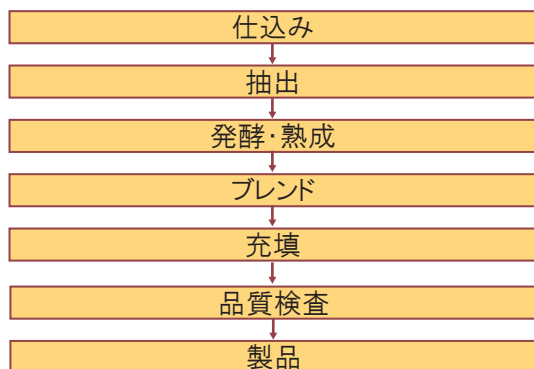 仕込み
抽出
発酵・熟成
ブレンド
充填
品質検査
製品